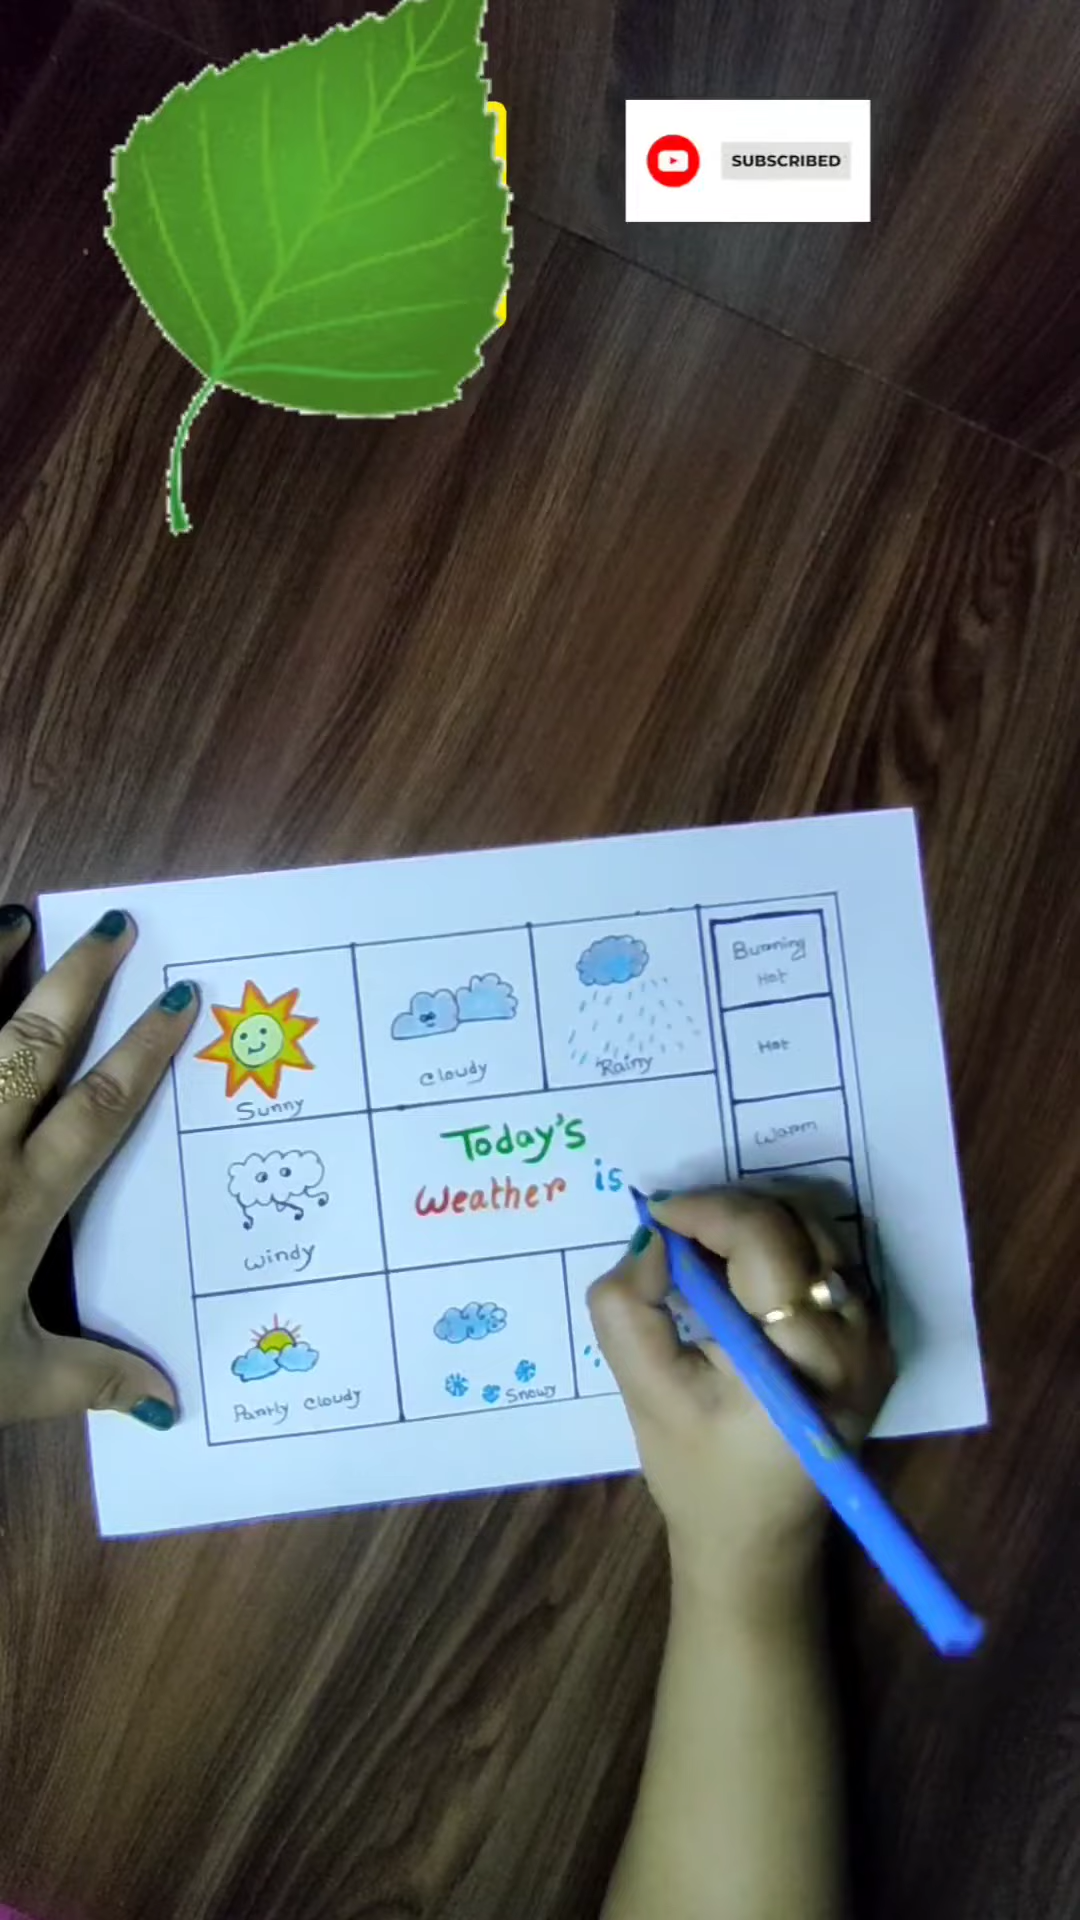 SUBSCRIBED
Sunny
Cloudy
Rainy
Burning
Hot
Hot
Warm
Today's
Weather is
Windy
Partly Cloudy
Snowy